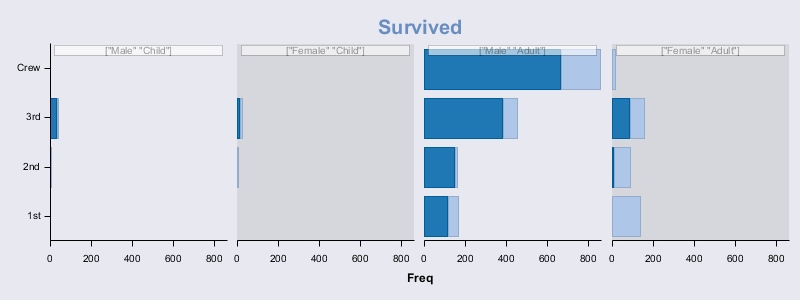 Survived
["Male" "Child"] ["Female" "Child"] ["Male" "Adult"] ["Female" "Adult"]
Crew
3rd
2nd
1st
0 200 400 600 800 0 200 400 600 800 0 200 400 600 800 0 200 400 600 800
Freq